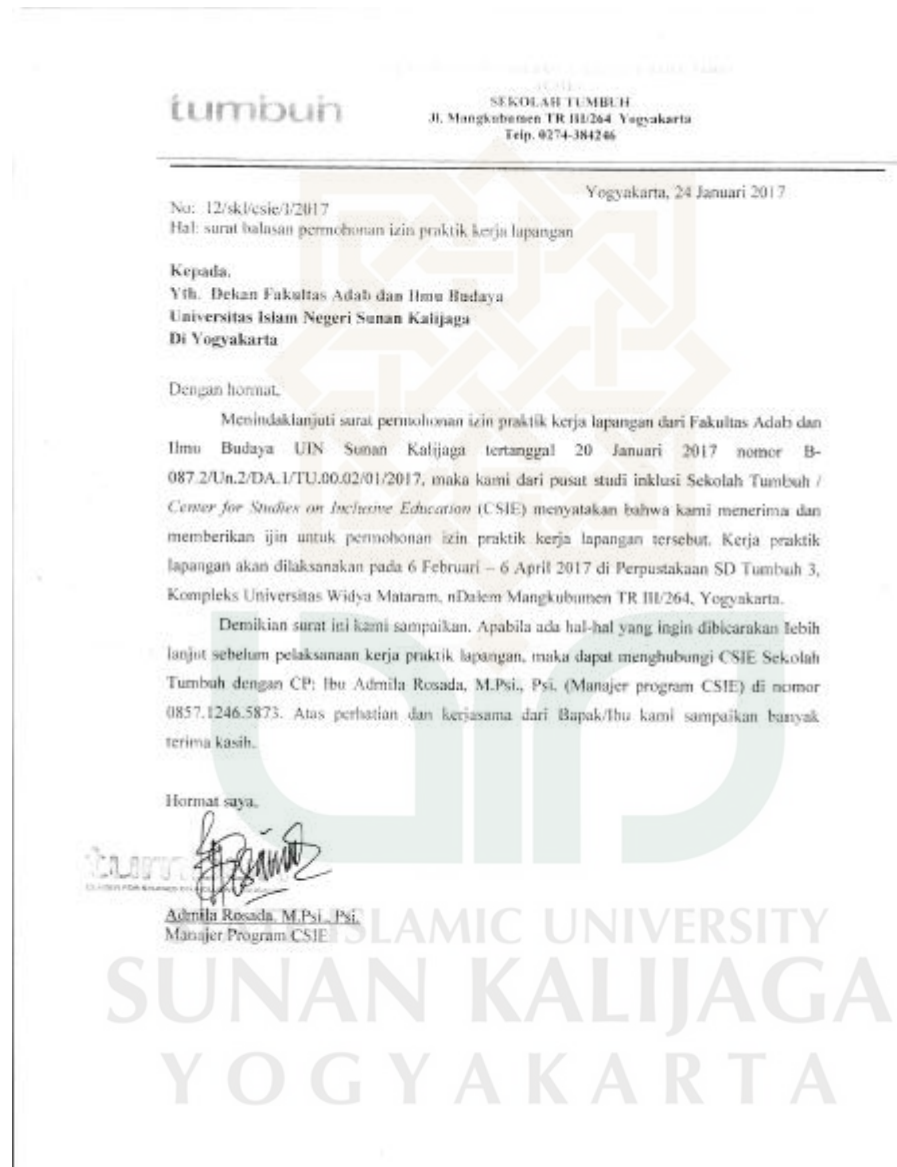 tumbuh
SEKOLAH TUMBUH
Jl. Mangkubumen TR III/264 Yogyakarta
Telp. 0274-384246
Yogyakarta, 24 Januari 2017
No: 12/skl/csie/I/2017
Hal: surat balasan permohonan izin praktik kerja lapangan
Kepada,
Yth. Dekan Fakultas Adab dan Ilmu Budaya
Universitas Islam Negeri Sunan Kalijaga
Di Yogyakarta
Dengan hormat,
Menindaklanjuti surat permohonan izin praktik kerja lapangan dari Fakultas Adab dan
Ilmu Budaya UIN Sunan Kalijaga tertanggal 20 Januari 2017 nomor B-
087.2/Un.2/DA.1/TU.00.02/01/2017, maka kami dari pusat studi inklusi Sekolah Tumbuh /
Center for Studies on Inclusive Education (CSIE) menyatakan bahwa kami menerima dan
memberikan ijin untuk permohonan izin praktik kerja lapangan tersebut. Kerja praktik
lapangan akan dilaksanakan pada 6 Februari – 6 April 2017 di Perpustakaan SD Tumbuh 3,
Kompleks Universitas Widya Mataram, nDalem Mangkubumen TR III/264, Yogyakarta.
Demikian surat ini kami sampaikan. Apabila ada hal-hal yang ingin dibicarakan lebih
lanjut sebelum pelaksanaan kerja praktik lapangan, maka dapat menghubungi CSIE Sekolah
Tumbuh dengan CP: Ibu Admila Rosada, M.Psi., Psi. (Manajer program CSIE) di nomor
0857.1246.5873. Atas perhatian dan kerjasama dari Bapak/Ibu kami sampaikan banyak
terima kasih.
Hormat saya,
Admila Rosada, M.Psi., Psi.
Manajer Program CSIE
ISLAMIC UNIVERSITY
SUNAN KALIJAGA
YOGYAKARTA